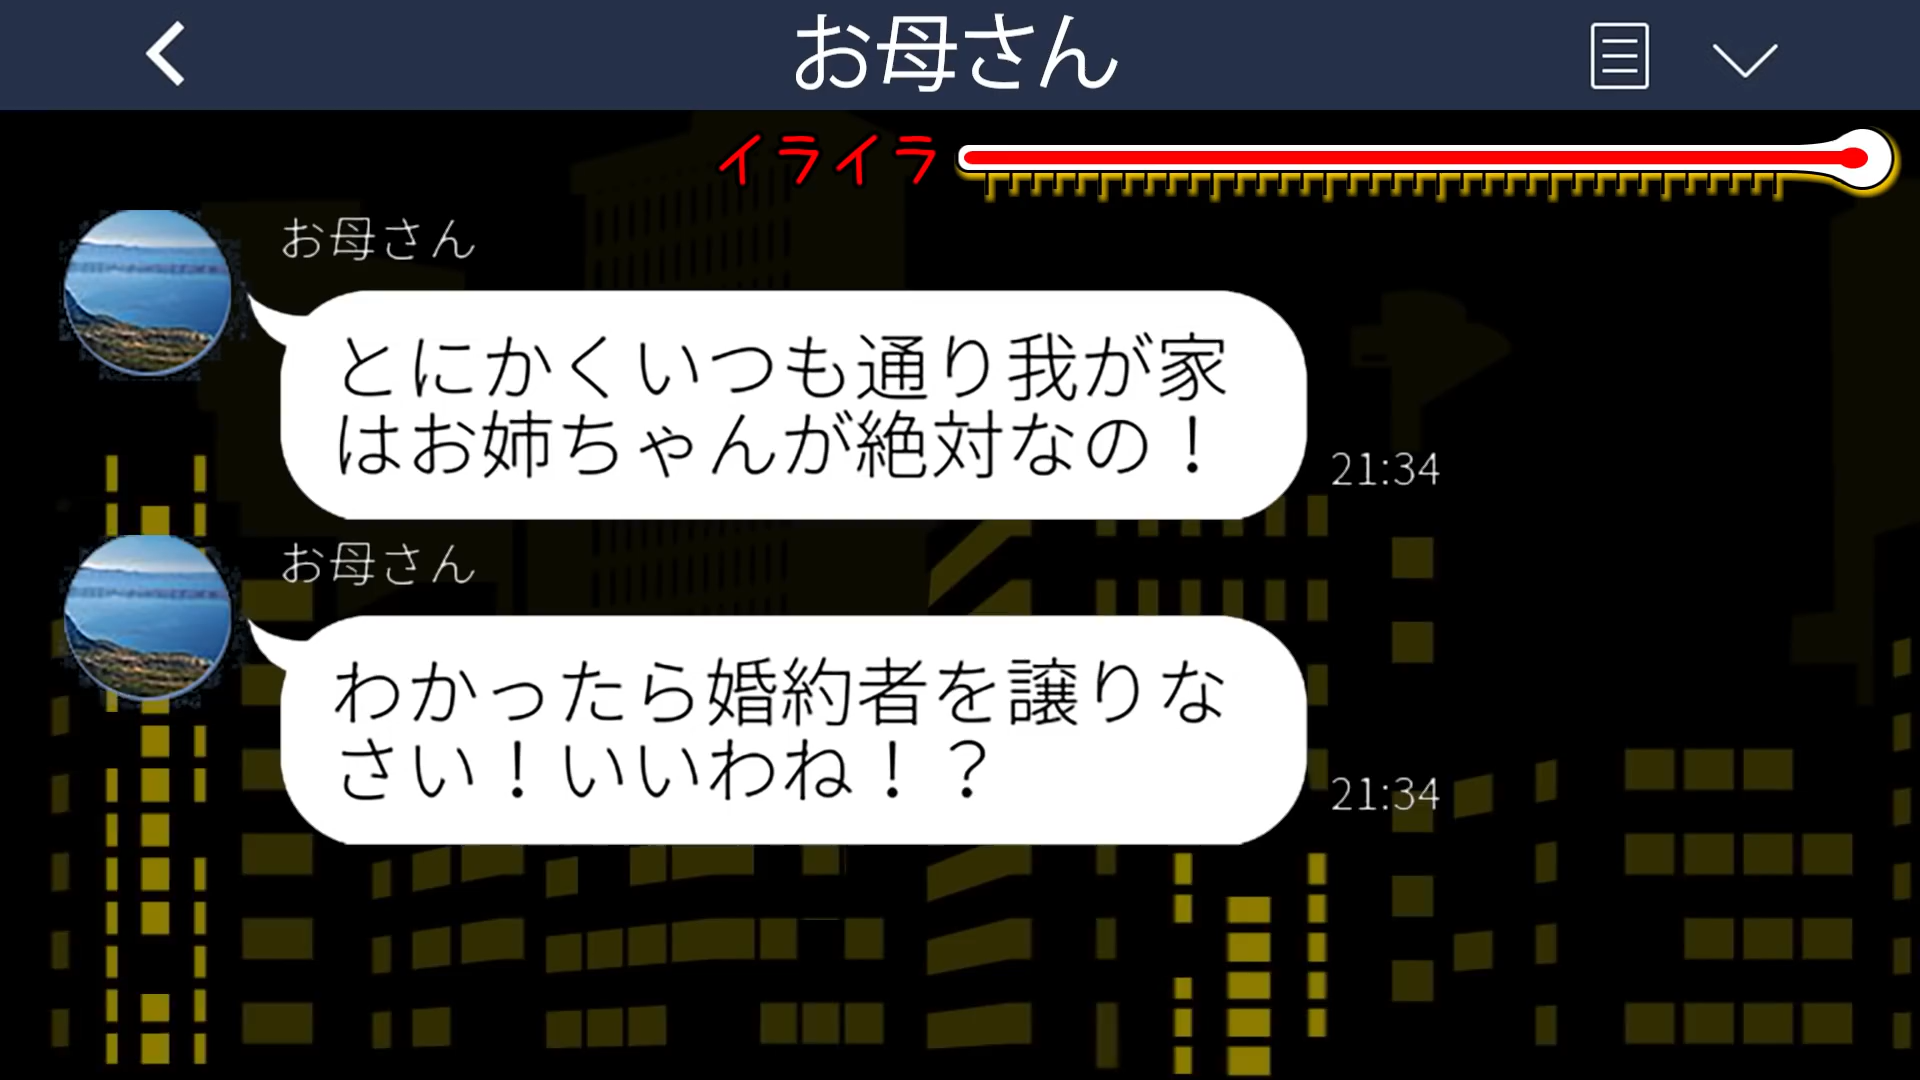 お母さん
イライラ
お母さん
とにかくいつも通り我が家
はお姉ちゃんが絶対なの！
21:34
お母さん
わかったら婚約者を譲りな
さい！いいわね！？
21:34